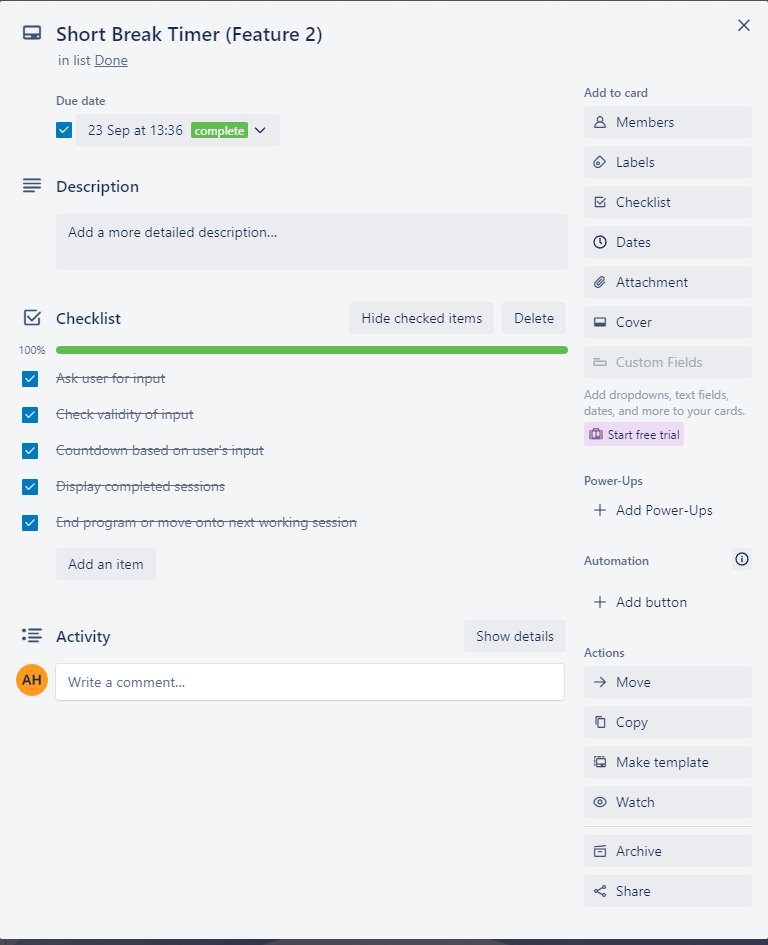 Short Break Timer (Feature 2)
in list Done
Due date
23 Sep at 13:36 complete
Description
Add a more detailed description...
Checklist
Hide checked items
Delete
100%
Ask user for input
Check validity of input
Countdown based on user's input
Display completed sessions
End program or move onto next working session
Add an item
Activity
Show details
AH
Write a comment...
Add to card
Members
Labels
Checklist
Dates
Attachment
Cover
Custom Fields
Add dropdowns, text fields,
dates, and more to your cards.
Start free trial
Power-Ups
Add Power-Ups
Automation
Add button
Actions
Move
Copy
Make template
Watch
Archive
Share